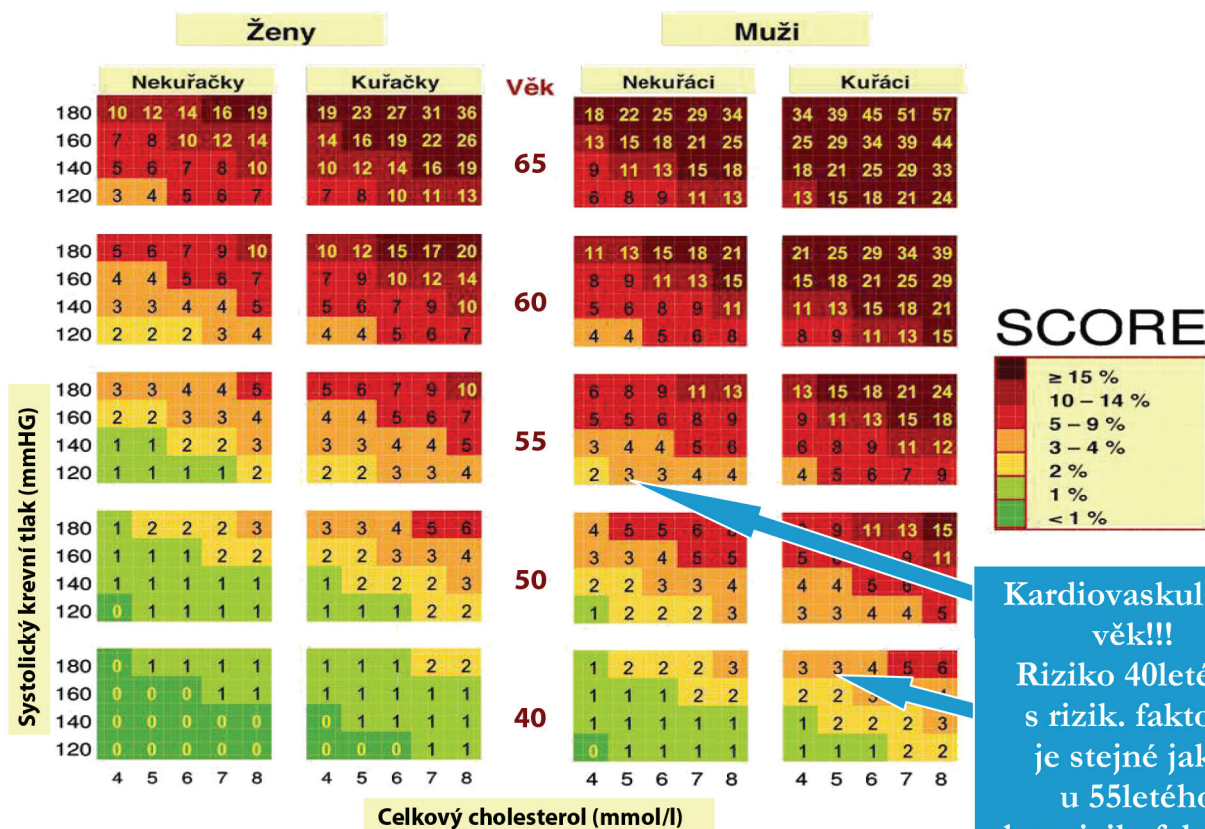 Ženy Muži
Nekuřačky Kuřačky Věk Nekuřáci Kuřáci
180 10 12 14 16 19 19 23 27 31 36 18 22 25 29 34 34 39 45 51 57
160 7 8 10 12 14 14 16 19 22 26 13 15 18 21 25 25 29 34 39 44
65
140 5 6 7 8 10 10 12 14 16 19 9 11 13 15 18 18 21 25 29 33
120 3 4 5 6 7 7 8 10 11 13 6 8 9 11 13 13 15 18 21 24
180 5 6 7 9 10 10 12 15 17 20 11 13 15 18 21 21 25 29 34 39
160 4 4 5 6 7 7 9 10 12 14 8 9 11 13 15 15 18 21 25 29
60
140 3 3 4 4 5 5 6 7 9 10 5 6 8 9 11 11 13 15 18 21
120 2 2 2 3 4 4 4 5 6 7 4 4 5 6 8 8 9 11 13 15
180 3 3 4 4 5 5 6 7 9 10 6 8 9 11 13 13 15 18 21 24
160 2 2 3 3 4 4 4 5 6 7 5 5 6 8 9 9 11 13 15 18
55
140 1 1 2 2 3 3 3 4 4 5 3 4 4 5 6 6 8 9 11 12
120 1 1 1 1 2 2 2 3 3 4 2 3 3 4 4 4 5 6 7 9
180 1 2 2 2 3 3 3 4 5 6 4 5 5 6 9 11 13 15
160 1 1 1 2 2 2 2 3 3 4 3 3 4 5 5 5 9 11
50
140 1 1 1 1 1 1 2 2 2 3 2 2 3 3 4 4 4 5 6
120 0 1 1 1 1 1 1 1 2 2 1 2 2 2 3 3 3 4 4 5
180 0 1 1 1 1 1 1 1 2 2 1 2 2 2 3 3 3 4 5 6
160 0 0 0 1 1 1 1 1 1 1 1 1 1 2 2 2 2 3 4
40
140 0 0 0 0 0 0 1 1 1 1 1 1 1 1 1 1 2 2 2 3
120 0 0 0 0 0 0 0 0 1 1 0 1 1 1 1 1 1 1 2 2
4 5 6 7 8 4 5 6 7 8 4 5 6 7 8 4 5 6 7 8
Systolický krevní tlak (mmHG)
Celkový cholesterol (mmol/l)
SCORE
≥ 15 %
10 – 14 %
5 – 9 %
3 – 4 %
2 %
1 %
< 1 %
Kardiovaskul
věk!!!
Riziko 40leté
s rizik. fakto
je stejné jak
u 55letého